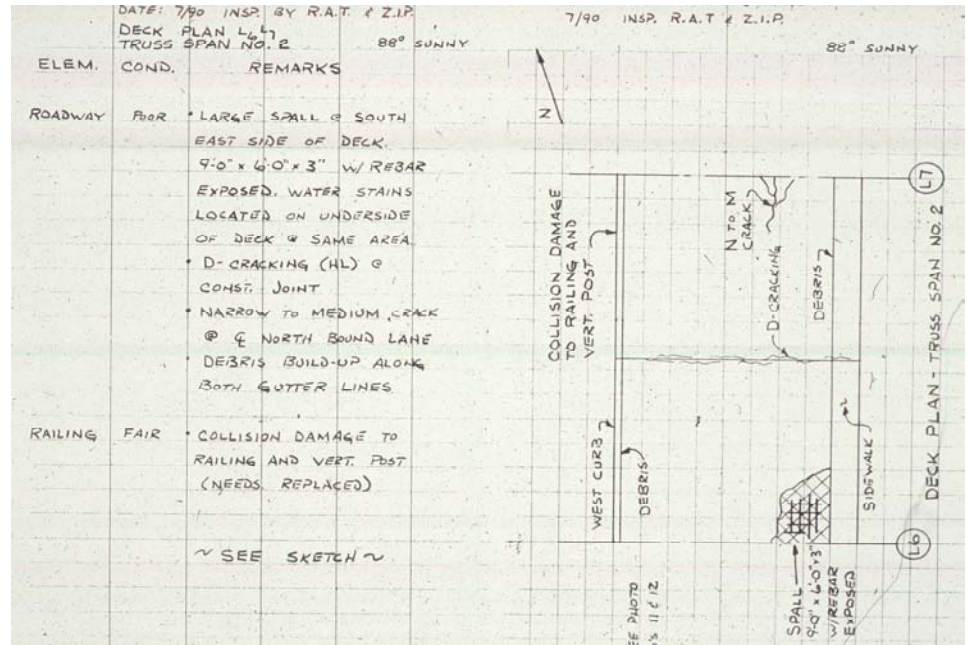 DATE: 7/90 INSP. BY R.A.T. & Z.I.P.
DECK PLAN L6L7
TRUSS SPAN NO. 2 88° SUNNY
ELEM. COND. REMARKS
ROADWAY POOR • LARGE SPALL @ SOUTH
EAST SIDE OF DECK.
9'-0" x 6'-0" x 3" W/ REBAR
EXPOSED. WATER STAINS
LOCATED ON UNDERSIDE
OF DECK @ SAME AREA
• D-CRACKING (HL) @
CONST. JOINT
• NARROW TO MEDIUM CRACK
@ ℄ NORTH BOUND LANE
• DEBRIS BUILD-UP ALONG
BOTH GUTTER LINES.
RAILING FAIR • COLLISION DAMAGE TO
RAILING AND VERT. POST
(NEEDS REPLACED)
~ SEE SKETCH ~
7/90 INSP. R.A.T & Z.I.P.
88° SUNNY
N
COLLISION DAMAGE
TO RAILING AND
VERT. POST
N TO M
CRACK
D-CRACKING
DEBRIS
L7
WEST CURB
DEBRIS
SIDEWALK
DECK PLAN - TRUSS SPAN NO. 2
L6
SPALL
9'-0" x 6'-0" x 3"
W/REBAR
EXPOSED
PHOTO
11 & 12